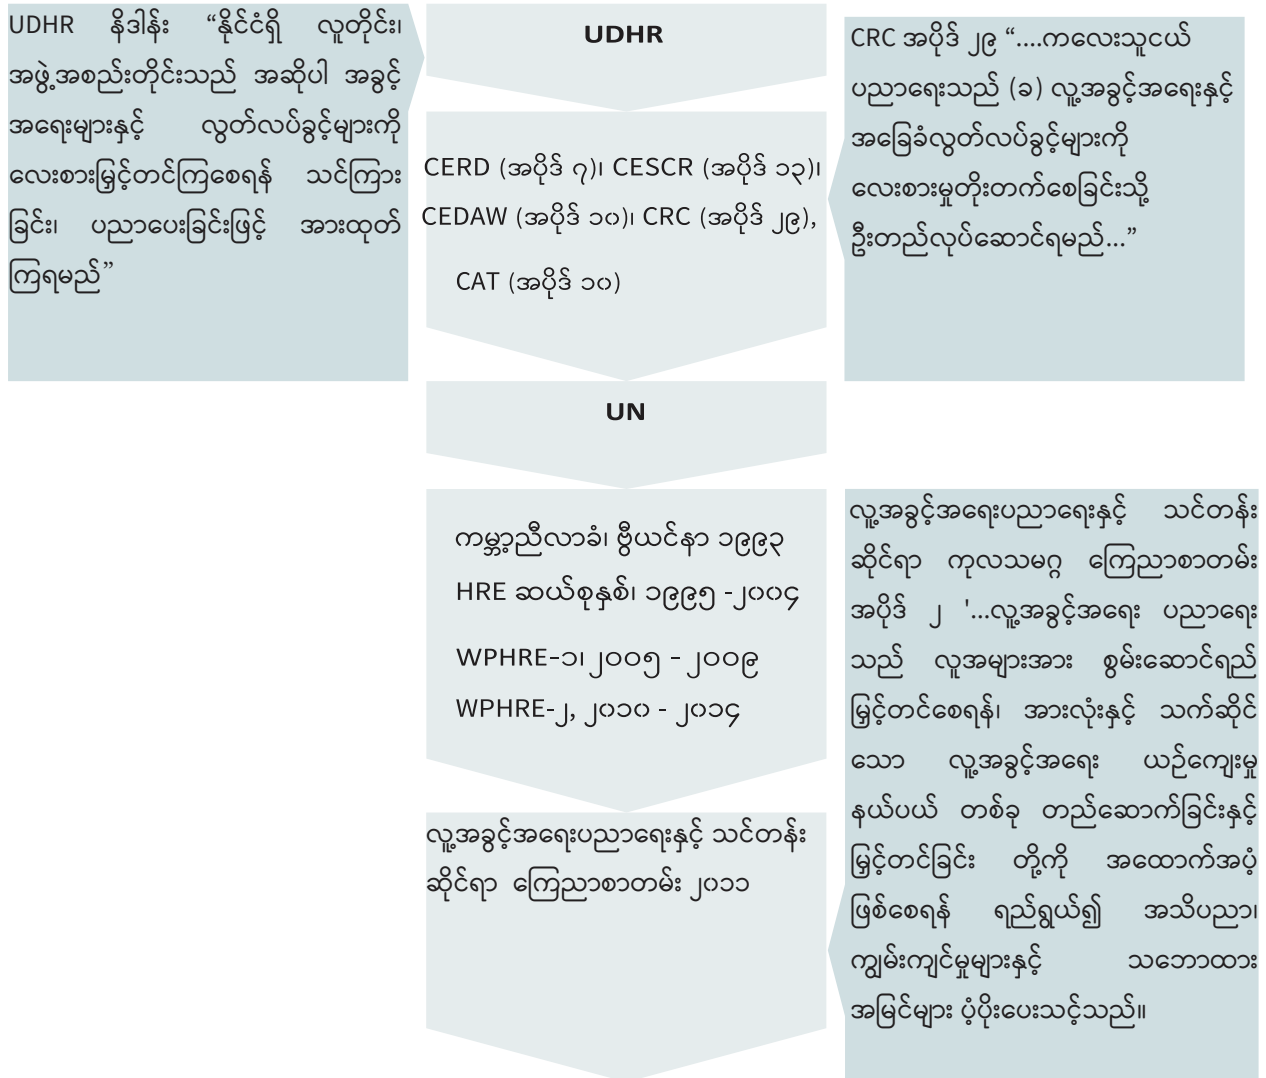 UDHR နိဒါန်း “နိုင်ငံရှိ လူတိုင်း၊
အဖွဲ့အစည်းတိုင်းသည် အဆိုပါ အခွင့်
အရေးများနှင့် လွတ်လပ်ခွင့်များကို
လေးစားမြှင့်တင်ကြစေရန် သင်ကြား
ခြင်း၊ ပညာပေးခြင်းဖြင့် အားထုတ်
ကြရမည်”
UDHR
CERD (အပိုဒ် ၇)၊ CESCR (အပိုဒ် ၁၃)၊
CEDAW (အပိုဒ် ၁၀)၊ CRC (အပိုဒ် ၂၉),
CAT (အပိုဒ် ၁၀)
CRC အပိုဒ် ၂၉ “....ကလေးသူငယ်
ပညာရေးသည် (ခ) လူ့အခွင့်အရေးနှင့်
အခြေခံလွတ်လပ်ခွင့်များကို
လေးစားမှုတိုးတက်စေခြင်းသို့
ဦးတည်လုပ်ဆောင်ရမည်...”
UN
ကမ္ဘာ့ညီလာခံ၊ ဗွီယင်နာ ၁၉၉၃
HRE ဆယ်စုနှစ်၊ ၁၉၉၅ -၂၀၀၄
WPHRE-၁၊ ၂၀၀၅ – ၂၀၀၉
WPHRE-၂, ၂၀၁၀ - ၂၀၁၄
လူ့အခွင့်အရေးပညာရေးနှင့် သင်တန်း
ဆိုင်ရာ ကြေညာစာတမ်း ၂၀၁၁
လူ့အခွင့်အရေးပညာရေးနှင့် သင်တန်း
ဆိုင်ရာ ကုလသမဂ္ဂ ကြေညာစာတမ်း
အပိုဒ် ၂ '...လူ့အခွင့်အရေး ပညာရေး
သည် လူအများအား စွမ်းဆောင်ရည်
မြှင့်တင်စေရန်၊ အားလုံးနှင့် သက်ဆိုင်
သော လူ့အခွင့်အရေး ယဉ်ကျေးမှု
နယ်ပယ် တစ်ခု တည်ဆောက်ခြင်းနှင့်
မြှင့်တင်ခြင်း တို့ကို အထောက်အပံ့
ဖြစ်စေရန် ရည်ရွယ်၍ အသိပညာ၊
ကျွမ်းကျင်မှုများနှင့် သဘောထား
အမြင်များ ပံ့ပိုးပေးသင့်သည်။